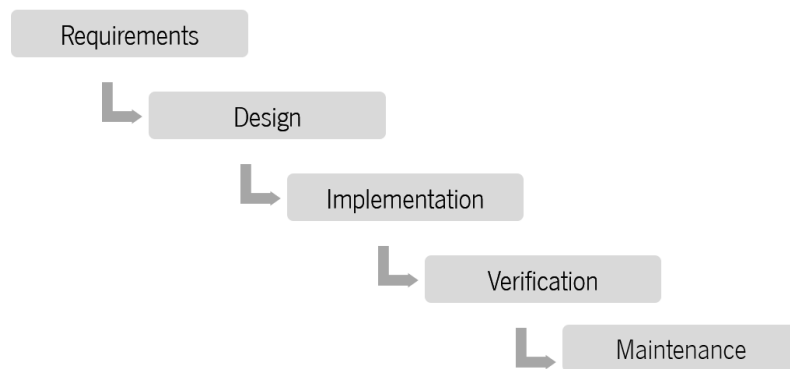 Requirements
Design
Implementation
Verification
Maintenance